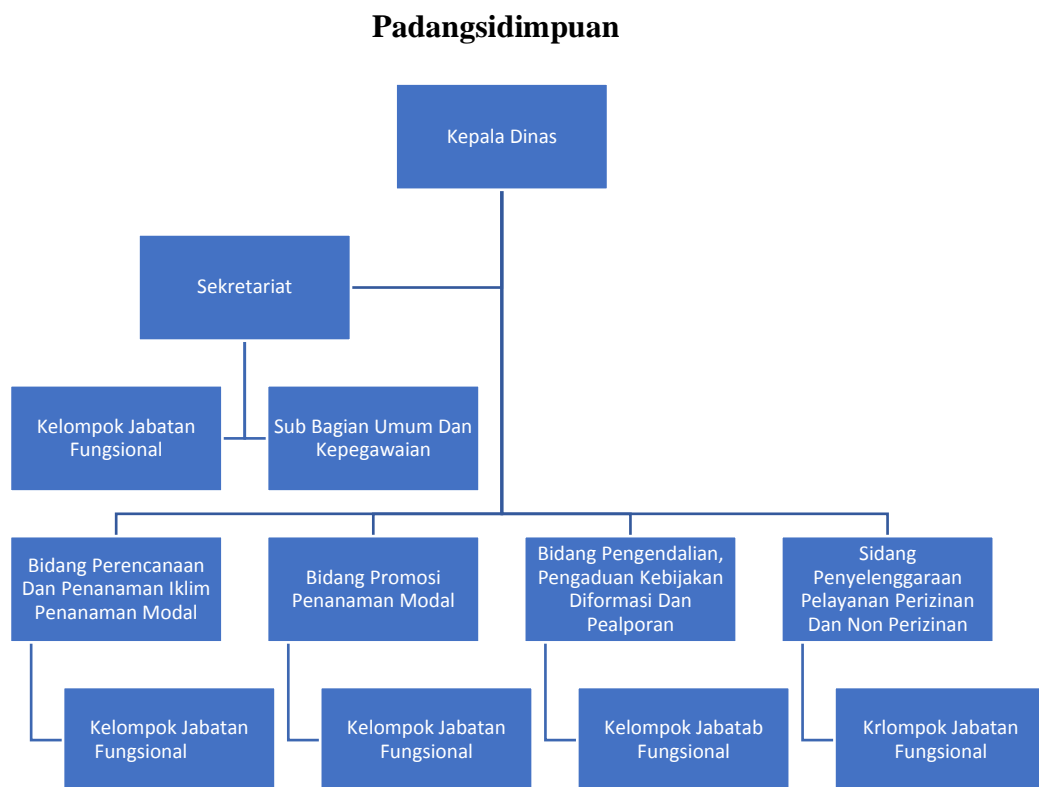 Padangsidimpuan
Kepala Dinas
Sekretariat
Kelompok Jabatan
Fungsional
Sub Bagian Umum Dan
Kepegawaian
Bidang Perencanaan
Dan Penanaman Iklim
Penanaman Modal
Bidang Promosi
Penanaman Modal
Bidang Pengendalian,
Pengaduan Kebijakan
Diformasi Dan
Pealporan
Sidang
Penyelenggaraan
Pelayanan Perizinan
Dan Non Perizinan
Kelompok Jabatan
Fungsional
Kelompok Jabatan
Fungsional
Kelompok Jabatab
Fungsional
Krlompok Jabatan
Fungsional